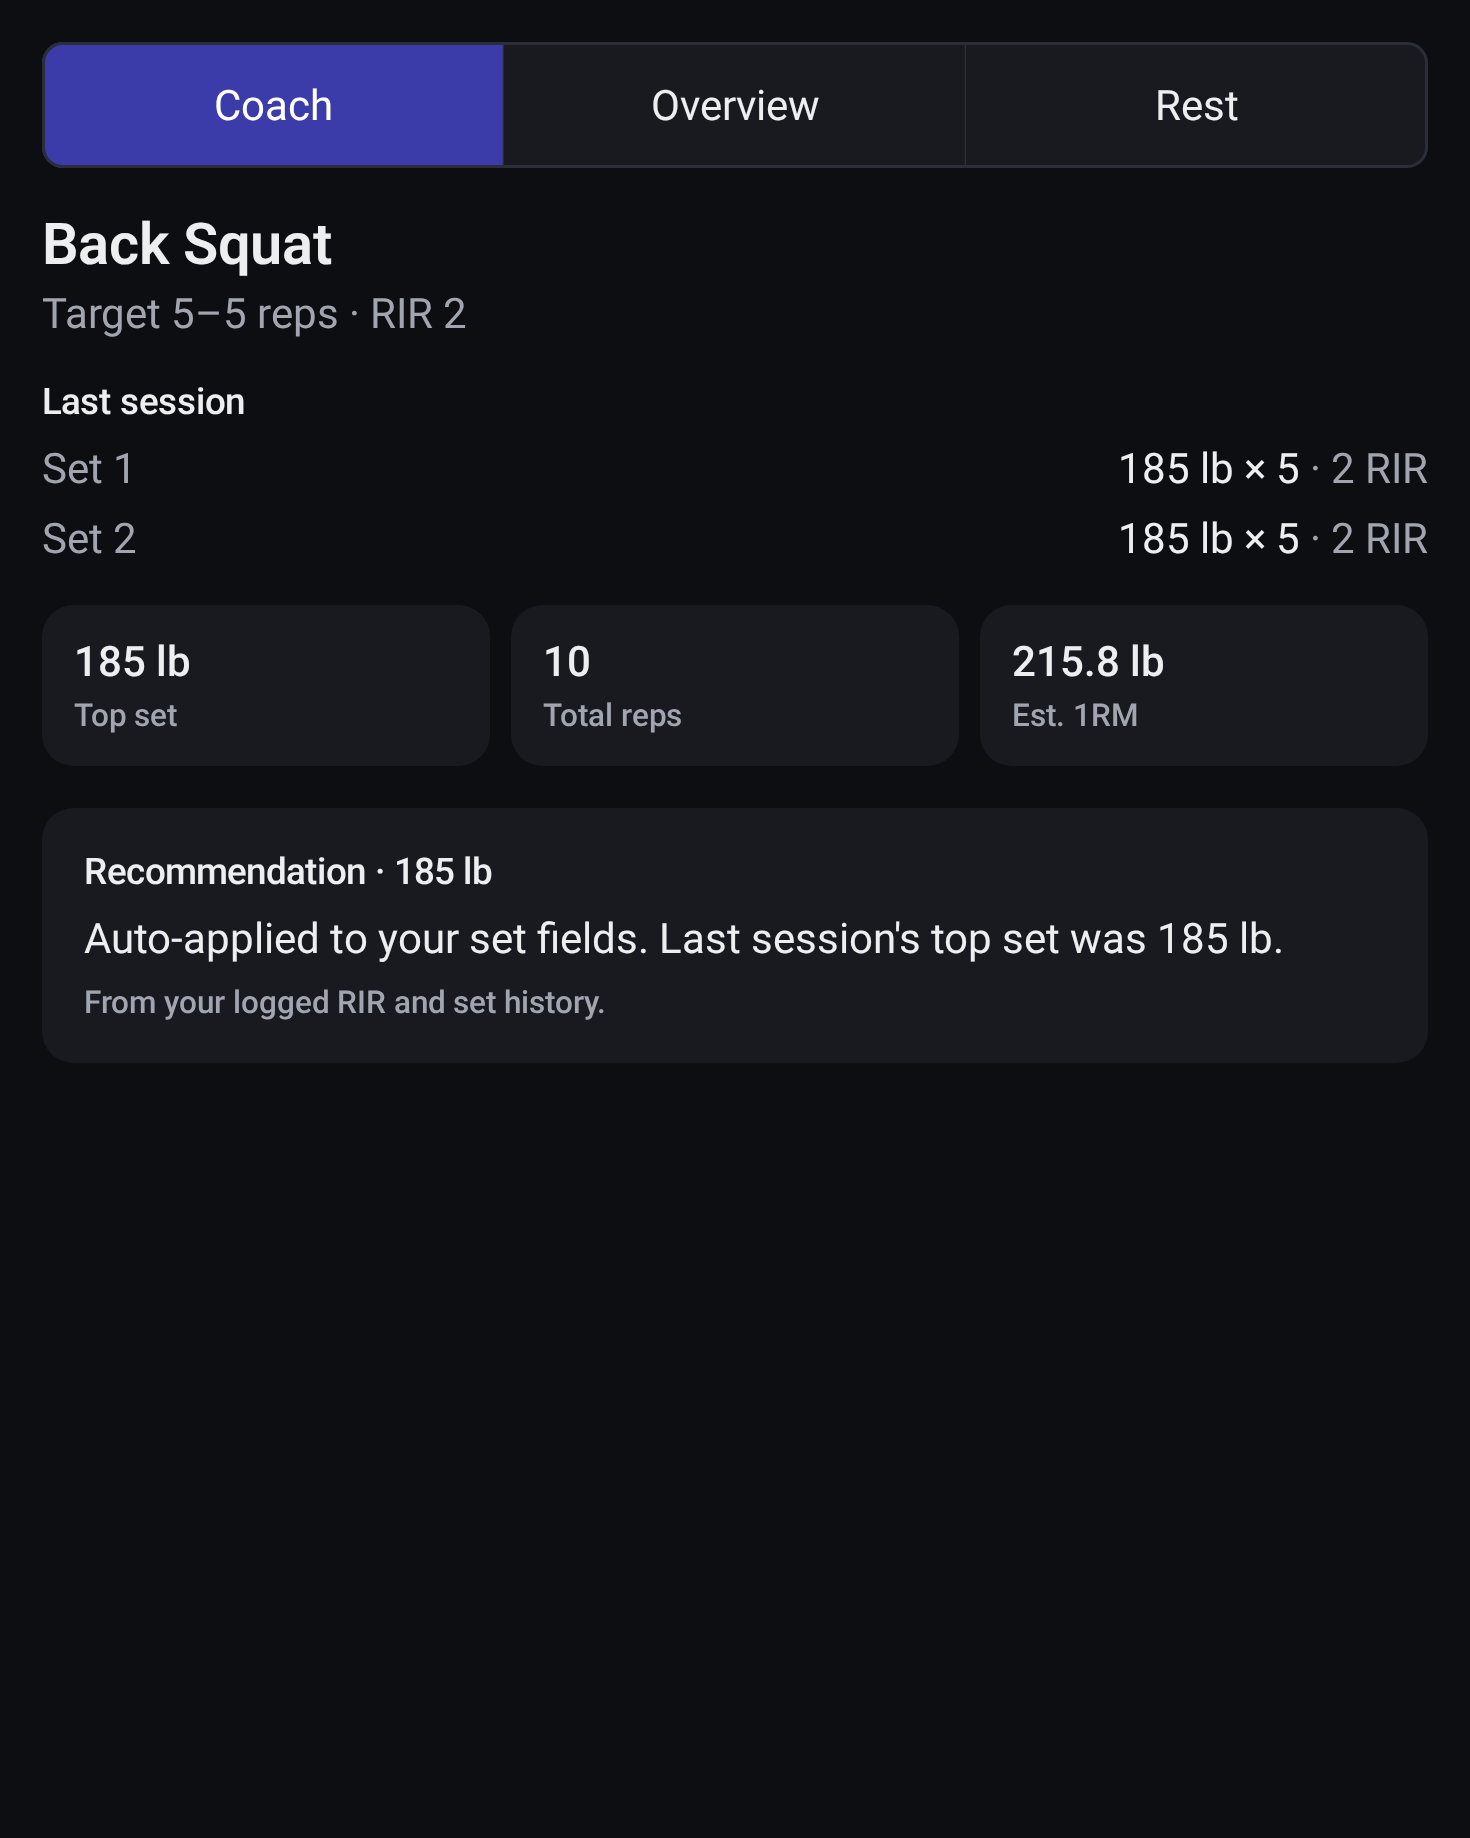 Coach
Overview
Rest
Back Squat
Target 5–5 reps · RIR 2
Last session
Set 1 185 lb × 5 · 2 RIR
Set 2 185 lb × 5 · 2 RIR
185 lb
Top set
10
Total reps
215.8 lb
Est. 1RM
Recommendation · 185 lb
Auto-applied to your set fields. Last session's top set was 185 lb.
From your logged RIR and set history.